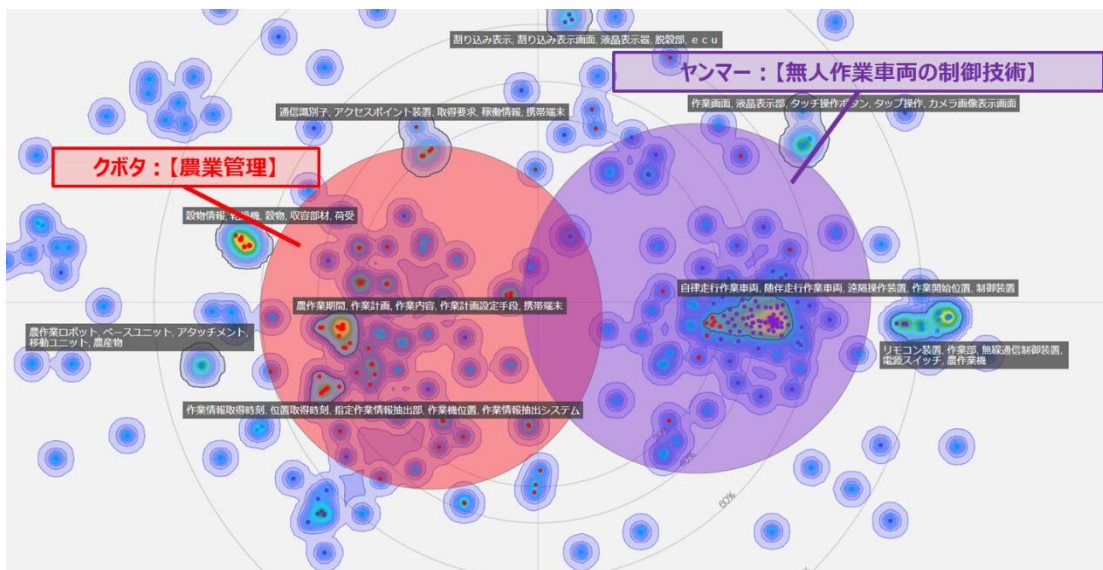 割り込み表示, 割り込み表示画面, 液晶表示器, 脱穀部, ｅｃｕ
ヤンマー：【無人作業車両の制御技術】
作業画面, 液晶表示部, タッチ操作ボタン, タップ操作, カメラ画像表示画面
通信識別子, アクセスポイント装置, 取得要求, 稼働情報, 携帯端末
クボタ：【農業管理】
穀物情報, 乾燥機, 穀物, 収容部材, 荷受
自律走行作業車両, 随伴走行作業車両, 遠隔操作装置, 作業開始位置, 制御装置
農作業期間, 作業計画, 作業内容, 作業計画設定手段, 携帯端末
農作業ロボット, ベースユニット, アタッチメント,
移動ユニット, 農産物
リモコン装置, 作業部, 無線通信制御装置,
電源スイッチ, 農作業機
作業情報取得時刻, 位置取得時刻, 指定作業情報抽出部, 作業機位置, 作業情報抽出システム
40%
60%